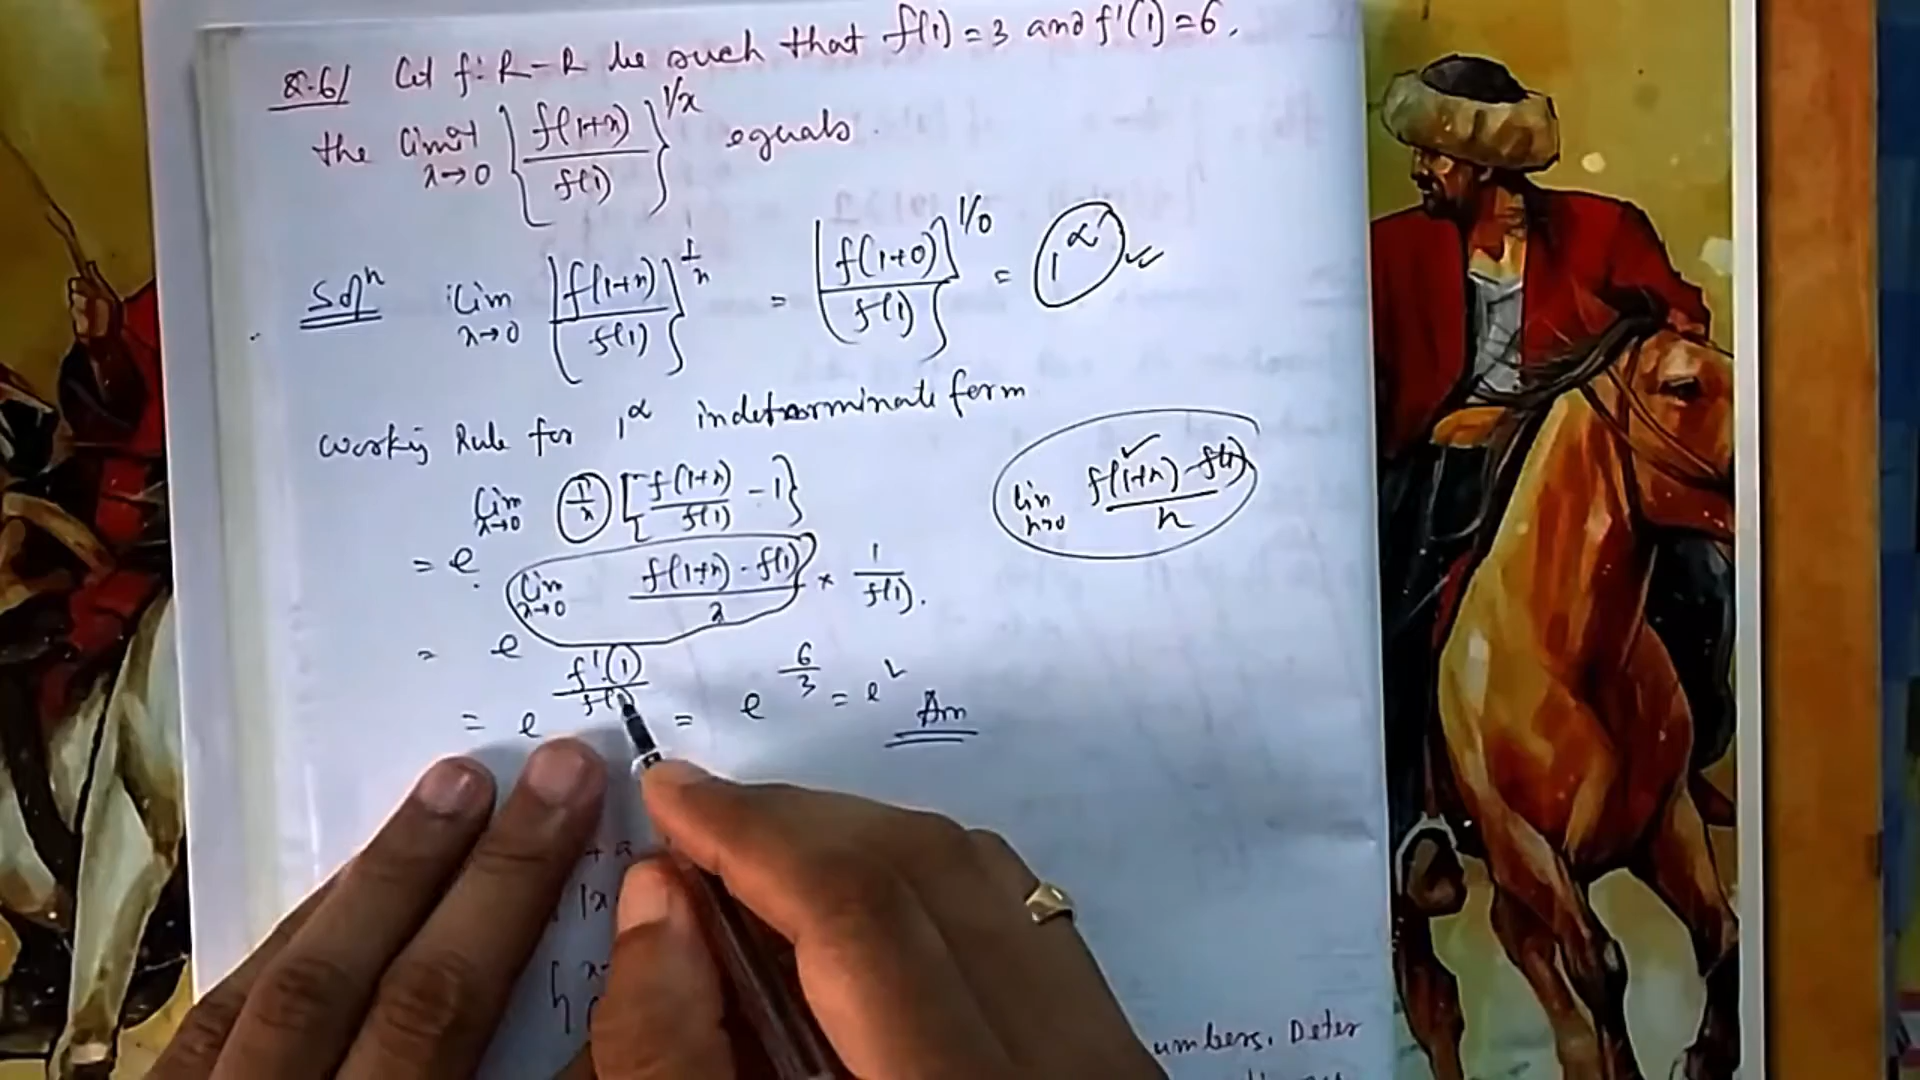 Q.6/ Let f: R-R be such that f(1) = 3 and f'(1) = 6.
the limit x→0 { f(1+x) / f(1) }^1/x equals.
Solⁿ lim x→0 { f(1+x) / f(1) }^1/x = { f(1+0) / f(1) }^1/0 = 1^∝
Working Rule for 1^∝ indeterminate form
= e^ lim x→0 1/x [ f(1+x) / f(1) - 1 }
lim h→0 f(1+h) - f(1) / h
= e^ lim x→0 f(1+x) - f(1) / x × 1 / f(1).
= e^ f'(1) / f(1) = e^ 6/3 = e^2 Ans
+ a
|x
{ x
umbers. Deter